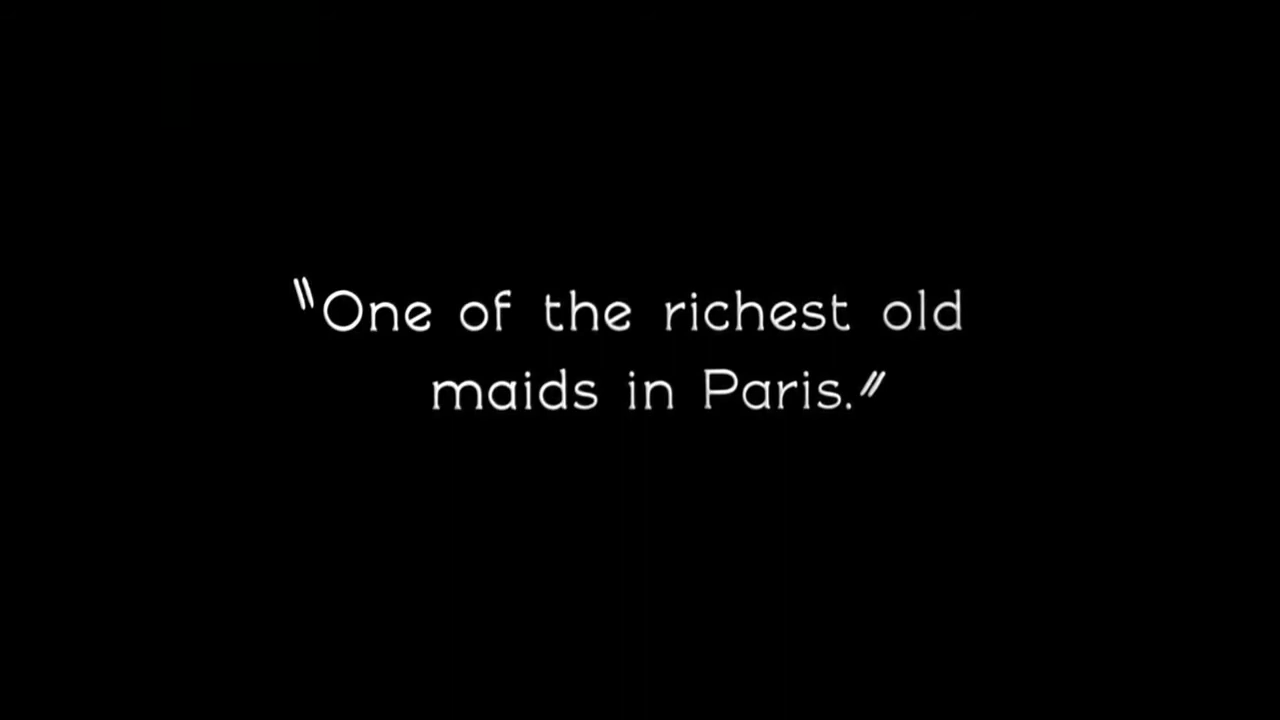 "One of the richest old
maids in Paris."